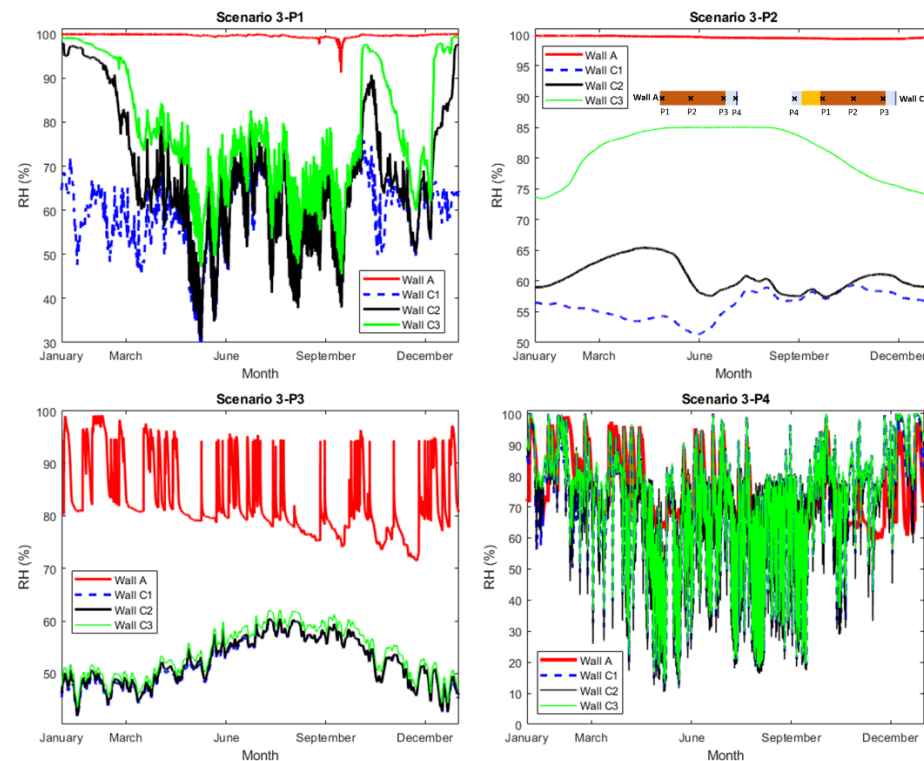 Scenario 3-P1
100
90
80
70
60
50
40
30
RH (%)
Wall A
Wall C1
Wall C2
Wall C3
January March June September December
Month
Scenario 3-P2
100
95
90
85
80
75
70
65
60
55
50
RH (%)
Wall A
Wall C1
Wall C2
Wall C3
Wall A
P1 P2 P3 P4
Wall C
P4 P1 P2 P3
January March June September December
Month
Scenario 3-P3
100
90
80
70
60
50
RH (%)
Wall A
Wall C1
Wall C2
Wall C3
January March June September December
Month
Scenario 3-P4
100
90
80
70
60
50
40
30
20
10
0
RH (%)
Wall A
Wall C1
Wall C2
Wall C3
January March June September December
Month